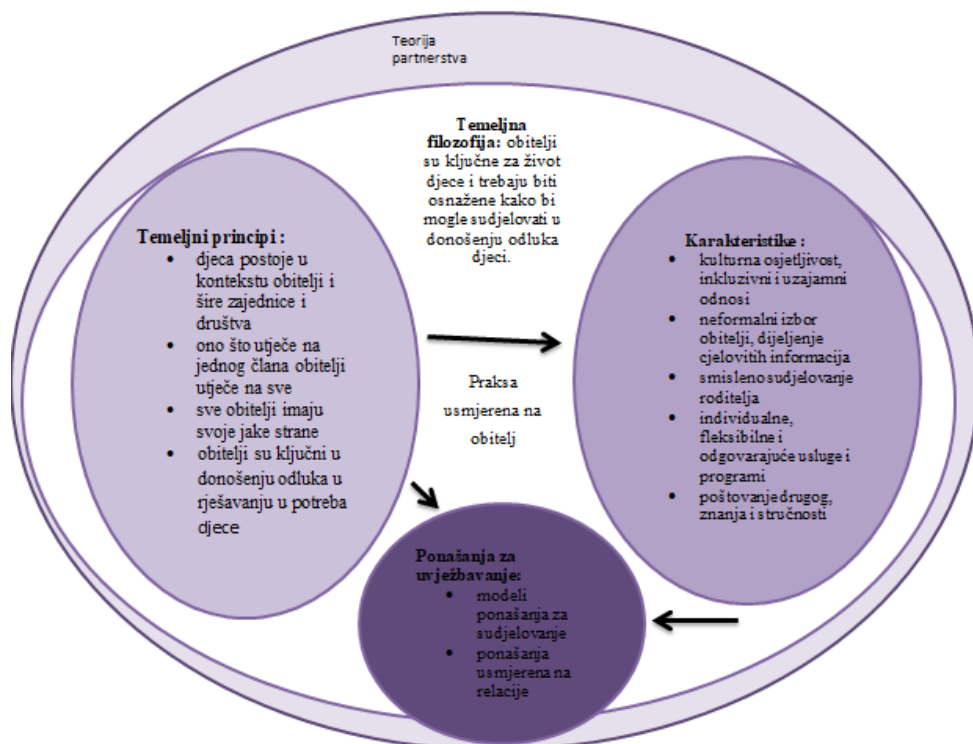 Teorija
partnerstva
Temeljna
filozofija: obitelji
su ključne za život
djece i trebaju biti
osnažene kako bi
mogle sudjelovati u
donošenju odluka
djeci.
Temeljni principi :
• djeca postoje u
kontekstu obitelji i
šire zajednice i
društva
• ono što utječe na
jednog člana obitelji
utječe na sve
• sve obitelji imaju
svoje jake strane
• obitelji su ključni u
donošenju odluka u
rješavanju u potreba
djece
Praksa
usmjerena na
obitelj
Karakteristike :
• kulturna osjetljivost,
inkluzivni i uzajamni
odnosi
• neformalni izbor
obitelji, dijeljenje
cjelovitih informacija
• smisleno sudjelovanje
roditelja
• individualne,
fleksibilne i
odgovarajuće usluge i
programi
• poštovanje drugog,
znanja i stručnosti
Ponašanja za
uvježbavanje:
• modeli
ponašanja za
sudjelovanje
• ponašanja
usmjerena na
relacije